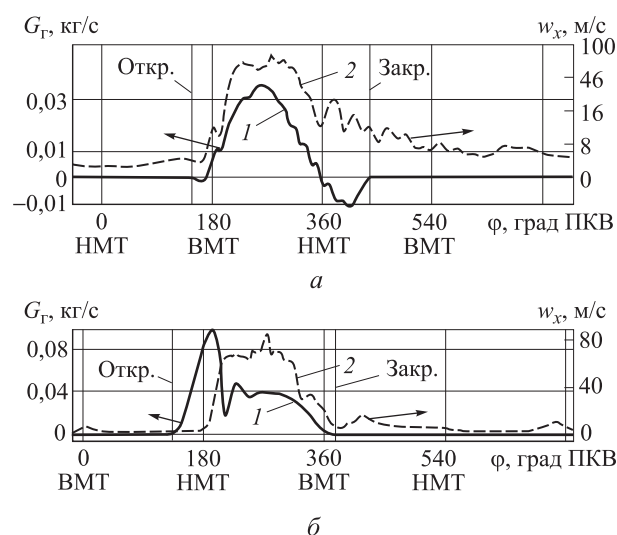 G_г, кг/с w_x, м/с
100
Откр. 2 Закр.
46
0,03
16
1
0,01 8
0 0
−0,01
0 180 360 540 φ, град ПКВ
НМТ ВМТ НМТ ВМТ
а
G_г, кг/с w_x, м/с
0,08 80
Откр. 2 Закр.
0,04 40
1
0 0
0 180 360 540 φ, град ПКВ
ВМТ НМТ ВМТ НМТ
б